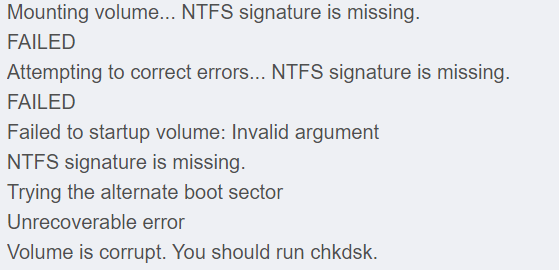 Mounting volume... NTFS signature is missing.
FAILED
Attempting to correct errors... NTFS signature is missing.
FAILED
Failed to startup volume: Invalid argument
NTFS signature is missing.
Trying the alternate boot sector
Unrecoverable error
Volume is corrupt. You should run chkdsk.